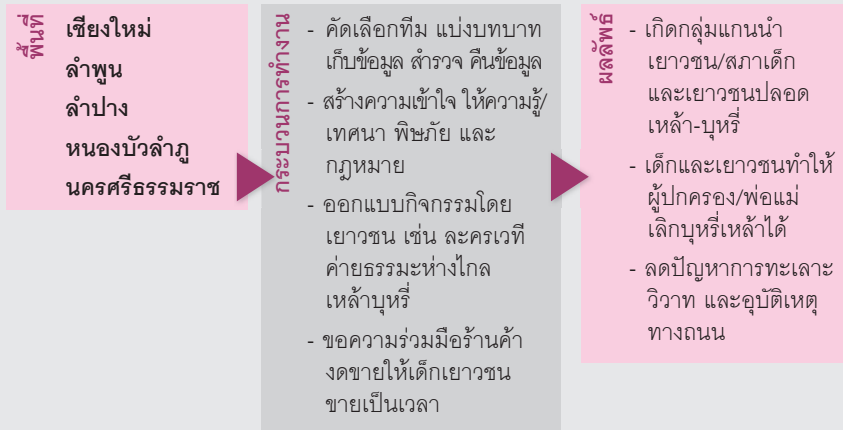 พื้นที่
เชียงใหม่
ลำพูน
ลำปาง
หนองบัวลำภู
นครศรีธรรมราช
กระบวนการทำงาน
- คัดเลือกทีม แบ่งบทบาท
เก็บข้อมูล สำรวจ คืนข้อมูล
- สร้างความเข้าใจ ให้ความรู้/
เทศนา พิษภัย และ
กฎหมาย
- ออกแบบกิจกรรมโดย
เยาวชน เช่น ละครเวที
ค่ายธรรมะห่างไกล
เหล้าบุหรี่
- ขอความร่วมมือร้านค้า
งดขายให้เด็กเยาวชน
ขายเป็นเวลา
ผลลัพธ์
- เกิดกลุ่มแกนนำ
เยาวชน/สภาเด็ก
และเยาวชนปลอด
เหล้า-บุหรี่
- เด็กและเยาวชนทำให้
ผู้ปกครอง/พ่อแม่
เลิกบุหรี่เหล้าได้
- ลดปัญหาการทะเลาะ
วิวาท และอุบัติเหตุ
ทางถนน